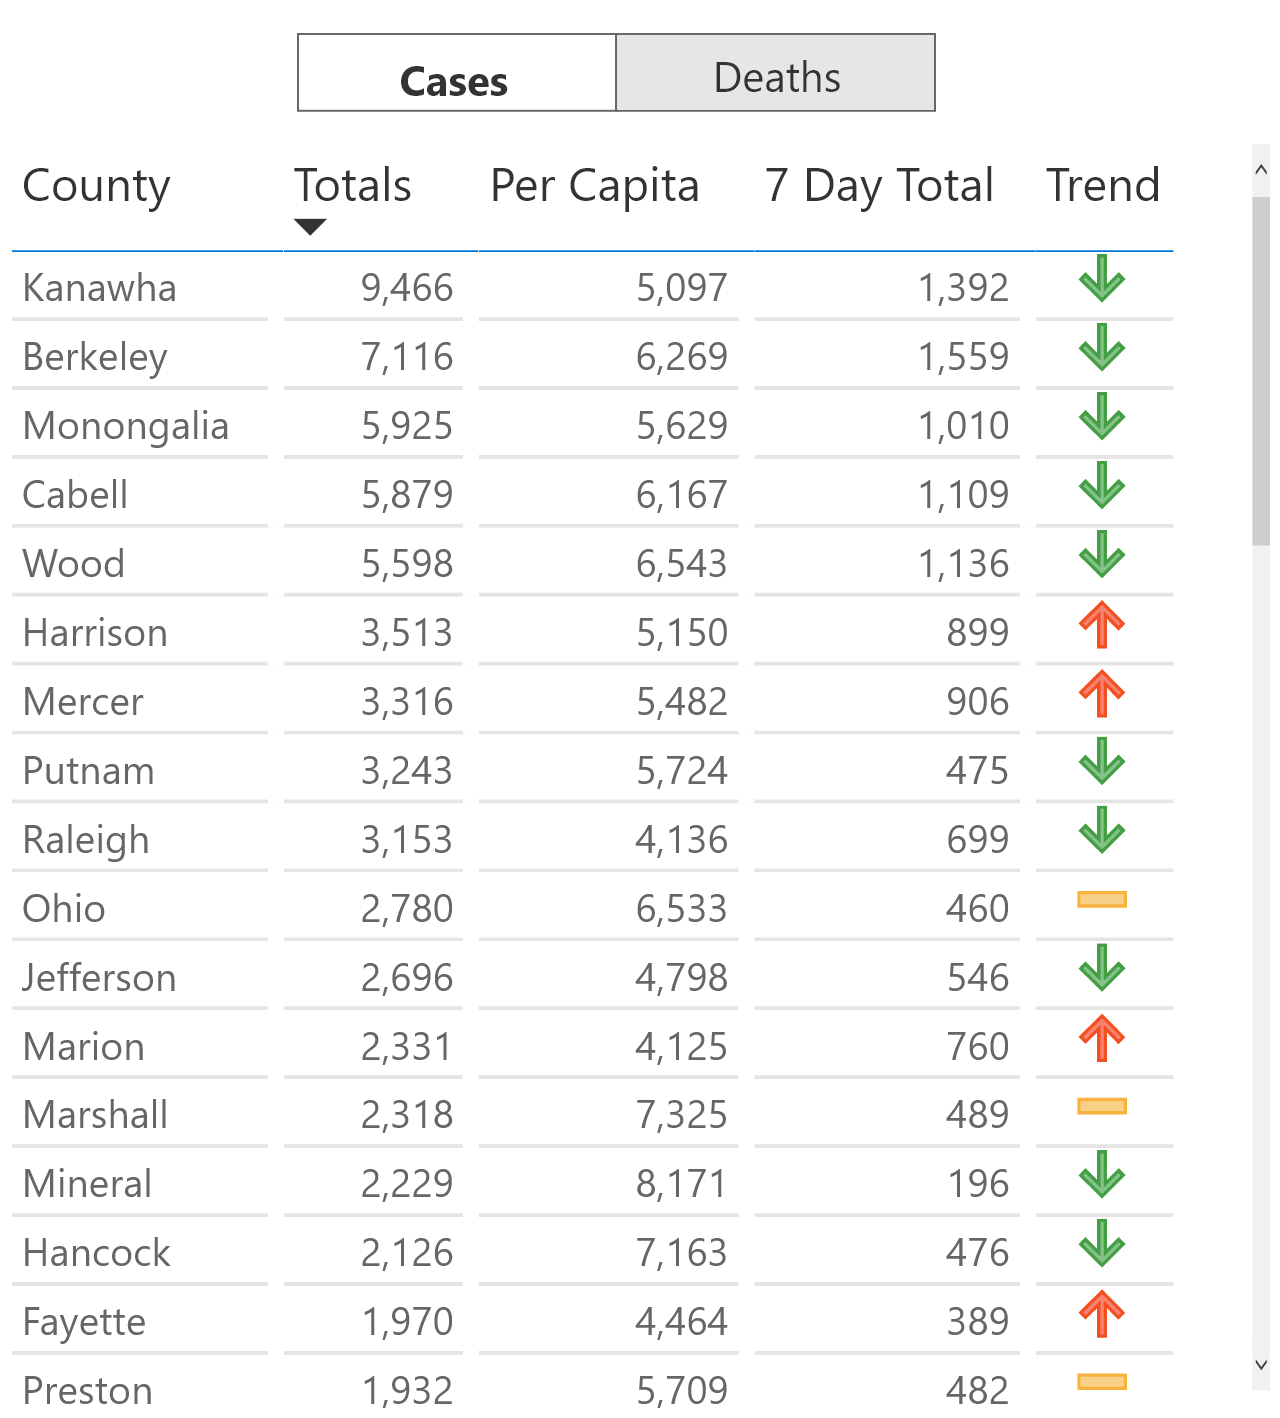 Cases Deaths
County Totals Per Capita 7 Day Total Trend
Kanawha 9,466 5,097 1,392
Berkeley 7,116 6,269 1,559
Monongalia 5,925 5,629 1,010
Cabell 5,879 6,167 1,109
Wood 5,598 6,543 1,136
Harrison 3,513 5,150 899
Mercer 3,316 5,482 906
Putnam 3,243 5,724 475
Raleigh 3,153 4,136 699
Ohio 2,780 6,533 460
Jefferson 2,696 4,798 546
Marion 2,331 4,125 760
Marshall 2,318 7,325 489
Mineral 2,229 8,171 196
Hancock 2,126 7,163 476
Fayette 1,970 4,464 389
Preston 1,932 5,709 482